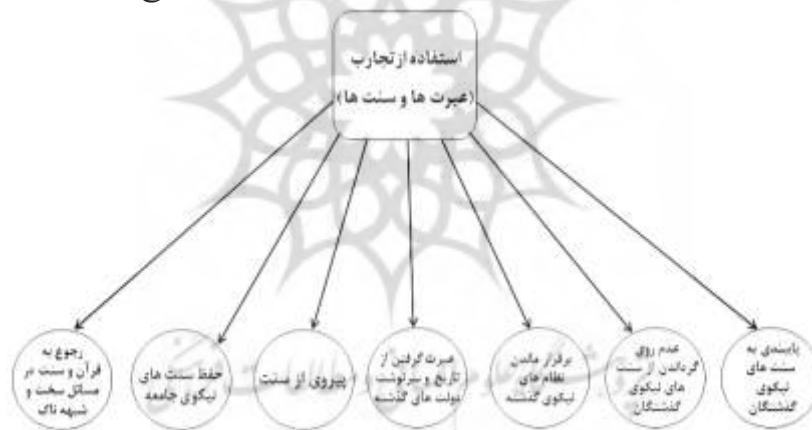 استفاده از تجارب
(عبرت ها و سنت ها)
پایبندی به
سنت های
نیکوی
گذشتگان
عدم روی
گرداندن از سنت
های نیکوی
گذشتگان
برقرار ماندن
نظام های
نیکوی گذشته
عبرت گرفتن از
تاریخ و سرنوشت
دولت های گذشته
پیروی از سنت
حفظ سنت های
نیکوی جامعه
رجوع به
قرآن و سنت در
مسائل سخت و
شبهه ناک